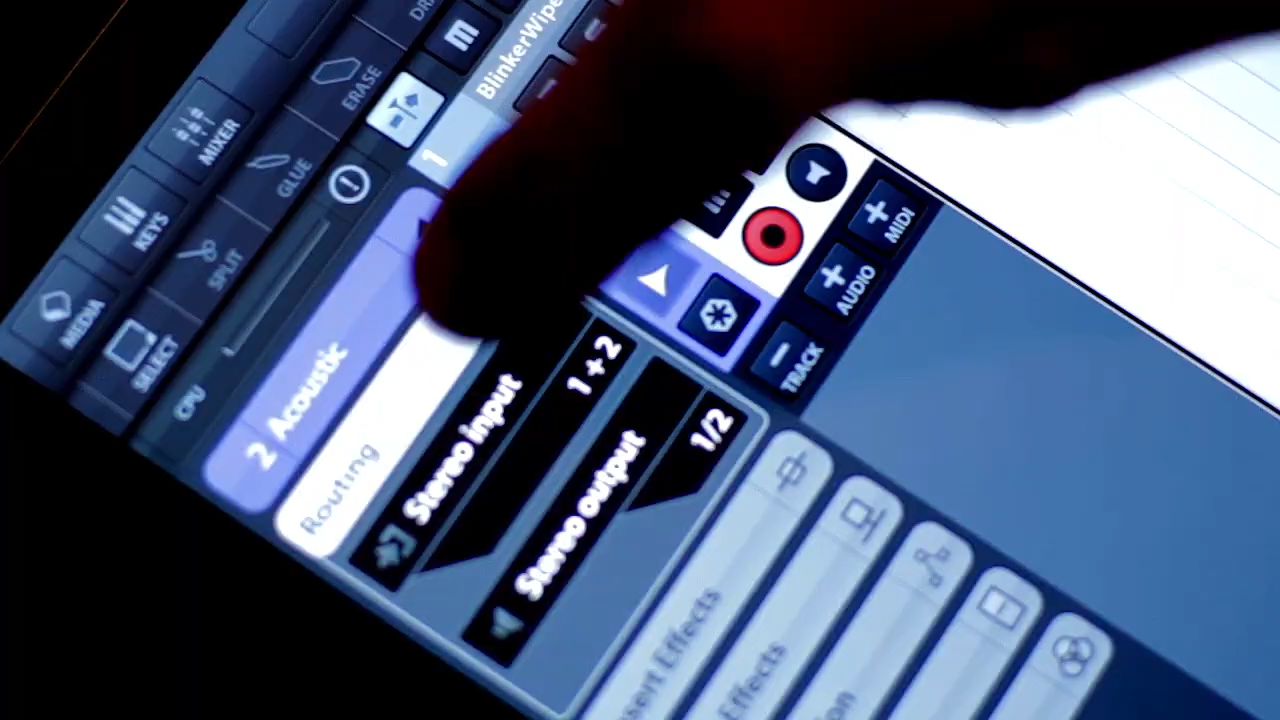 MEDIA
KEYS
MIXER
SELECT
SPLIT
GLUE
ERASE
CPU
m
1
BlinkerWipe
2 Acoustic
Routing
Stereo input
1 + 2
Stereo output
1/2
Effects
Effects
TRACK
AUDIO
MIDI